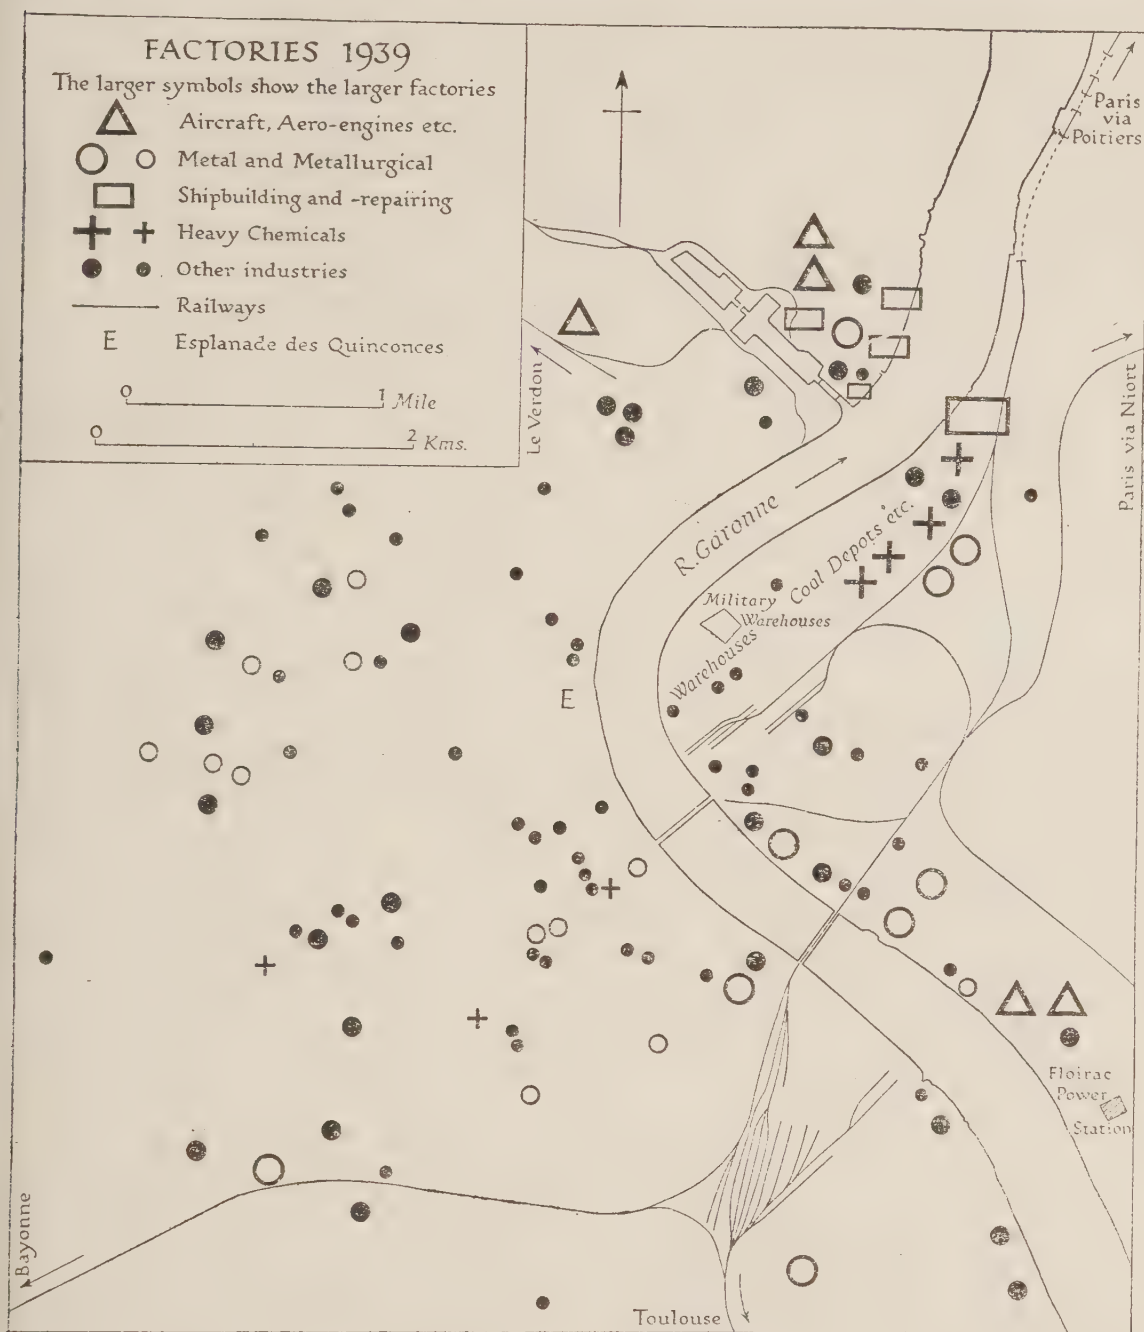 FACTORIES 1939
The larger symbols show the larger factories
Aircraft, Aero-engines etc.
Metal and Metallurgical
Shipbuilding and -repairing
Heavy Chemicals
Other industries
Railways
E Esplanade des Quinconces
0 1 Mile
0 2 Kms.
Paris
via
Poitiers
Le Verdon
Paris via Niort
R. Garonne
Coal Depots etc.
Military
Warehouses
Warehouses
E
Floirac
Power
Station
Bayonne
Toulouse